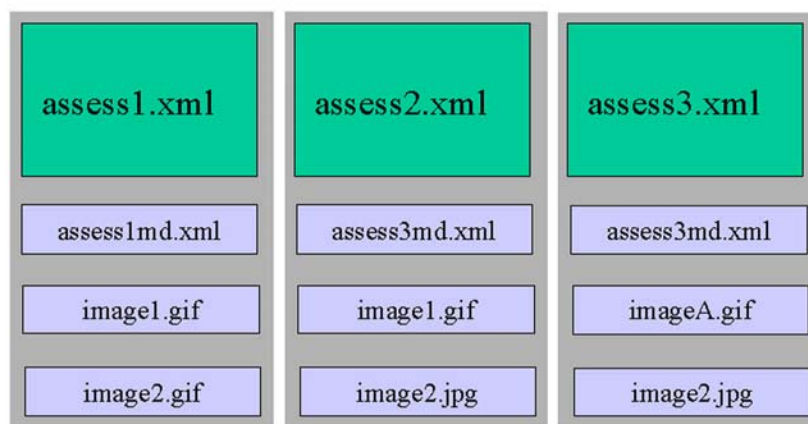 assess1.xml
assess1md.xml
image1.gif
image2.gif
assess2.xml
assess3md.xml
image1.gif
image2.jpg
assess3.xml
assess3md.xml
imageA.gif
image2.jpg